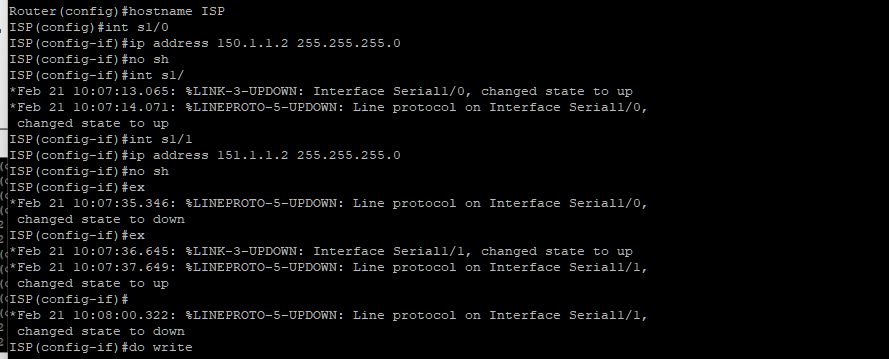 Router(config)#hostname ISP
ISP(config)#int s1/0
ISP(config-if)#ip address 150.1.1.2 255.255.255.0
ISP(config-if)#no sh
ISP(config-if)#int s1/
*Feb 21 10:07:13.065: %LINK-3-UPDOWN: Interface Serial1/0, changed state to up
*Feb 21 10:07:14.071: %LINEPROTO-5-UPDOWN: Line protocol on Interface Serial1/0,
 changed state to up
ISP(config-if)#int s1/1
ISP(config-if)#ip address 151.1.1.2 255.255.255.0
ISP(config-if)#no sh
ISP(config-if)#ex
*Feb 21 10:07:35.346: %LINEPROTO-5-UPDOWN: Line protocol on Interface Serial1/0,
 changed state to down
ISP(config-if)#ex
*Feb 21 10:07:36.645: %LINK-3-UPDOWN: Interface Serial1/1, changed state to up
*Feb 21 10:07:37.649: %LINEPROTO-5-UPDOWN: Line protocol on Interface Serial1/1,
 changed state to up
ISP(config-if)#
*Feb 21 10:08:00.322: %LINEPROTO-5-UPDOWN: Line protocol on Interface Serial1/1,
 changed state to down
ISP(config-if)#do write